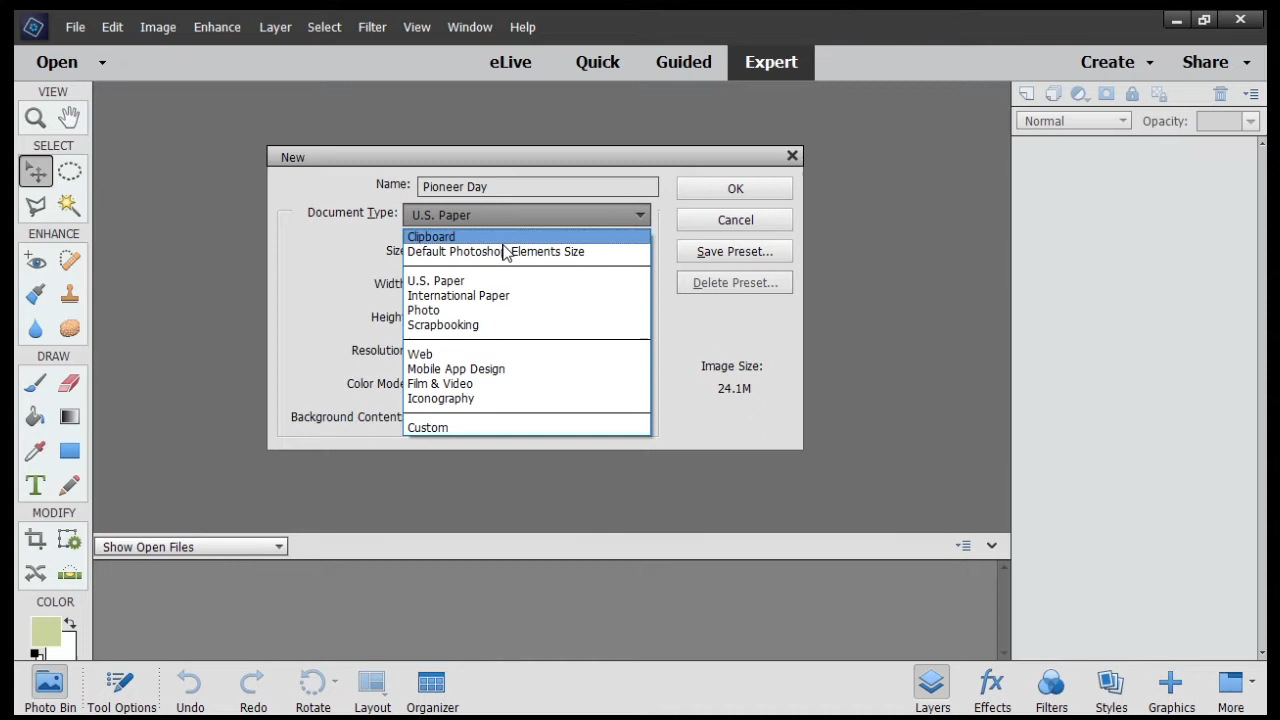 File Edit Image Enhance Layer Select Filter View Window Help
Open eLive Quick Guided Expert Create Share
VIEW
Normal Opacity:
SELECT
New
Name: Pioneer Day OK
Document Type: U.S. Paper
Cancel
Clipboard
Default Photoshop Elements Size
Save Preset...
U.S. Paper
International Paper
Photo
Scrapbooking
Web
Mobile App Design
Film & Video
Iconography
Custom
Size
Width
Height
Resolution
Color Mode
Background Content
Delete Preset...
Image Size:
24.1M
ENHANCE
DRAW
MODIFY
COLOR
Show Open Files
Photo Bin Tool Options Undo Redo Rotate Layout Organizer Layers Effects Filters Styles Graphics More